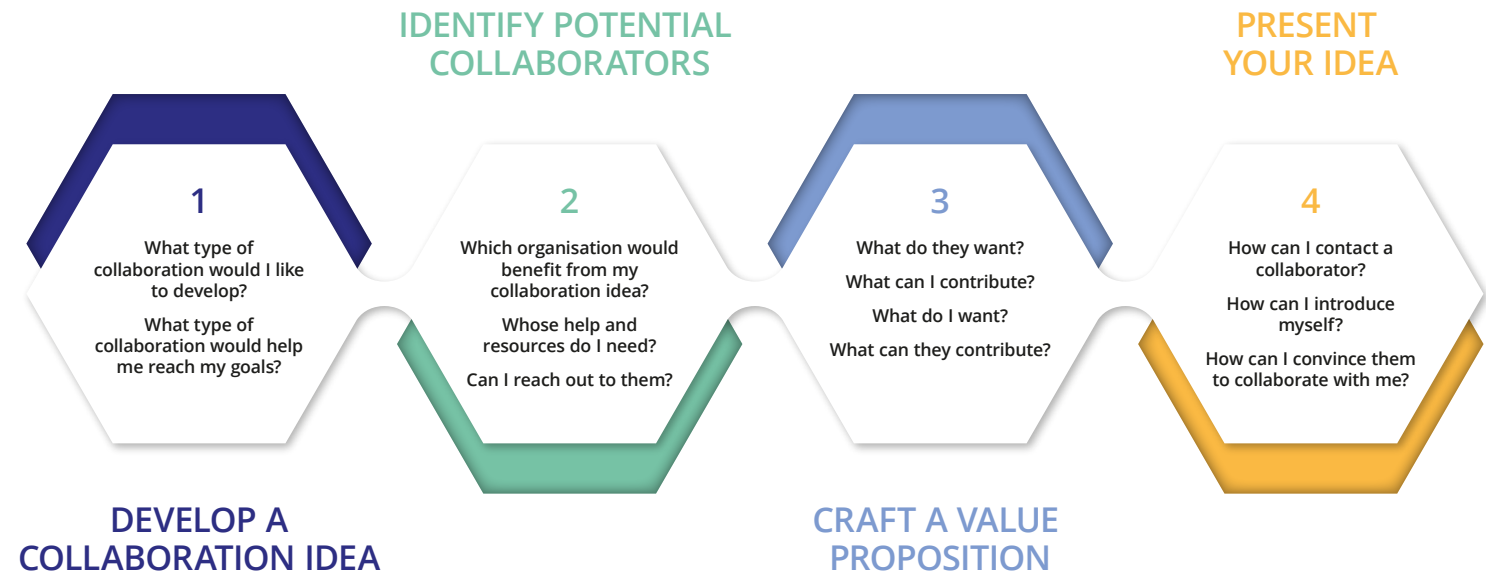 DEVELOP A
COLLABORATION IDEA
1
What type of
collaboration would I like
to develop?
What type of
collaboration would help
me reach my goals?
IDENTIFY POTENTIAL
COLLABORATORS
2
Which organisation would
benefit from my
collaboration idea?
Whose help and
resources do I need?
Can I reach out to them?
CRAFT A VALUE
PROPOSITION
3
What do they want?
What can I contribute?
What do I want?
What can they contribute?
PRESENT
YOUR IDEA
4
How can I contact a
collaborator?
How can I introduce
myself?
How can I convince them
to collaborate with me?